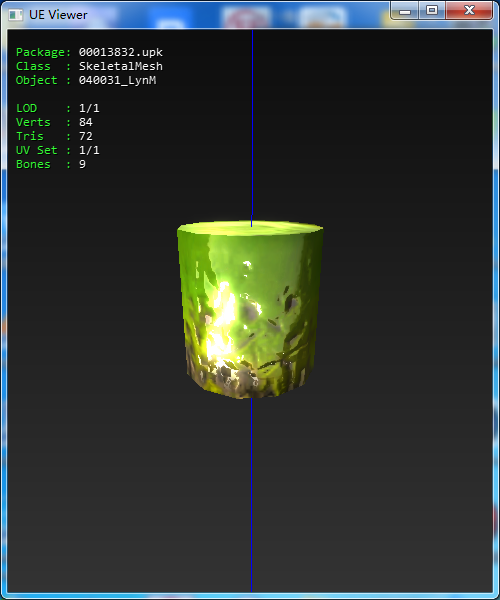 UE Viewer
Package: 00013832.upk
Class : SkeletalMesh
Object : 040031_LynM
LOD : 1/1
Verts : 84
Tris : 72
UV Set : 1/1
Bones : 9